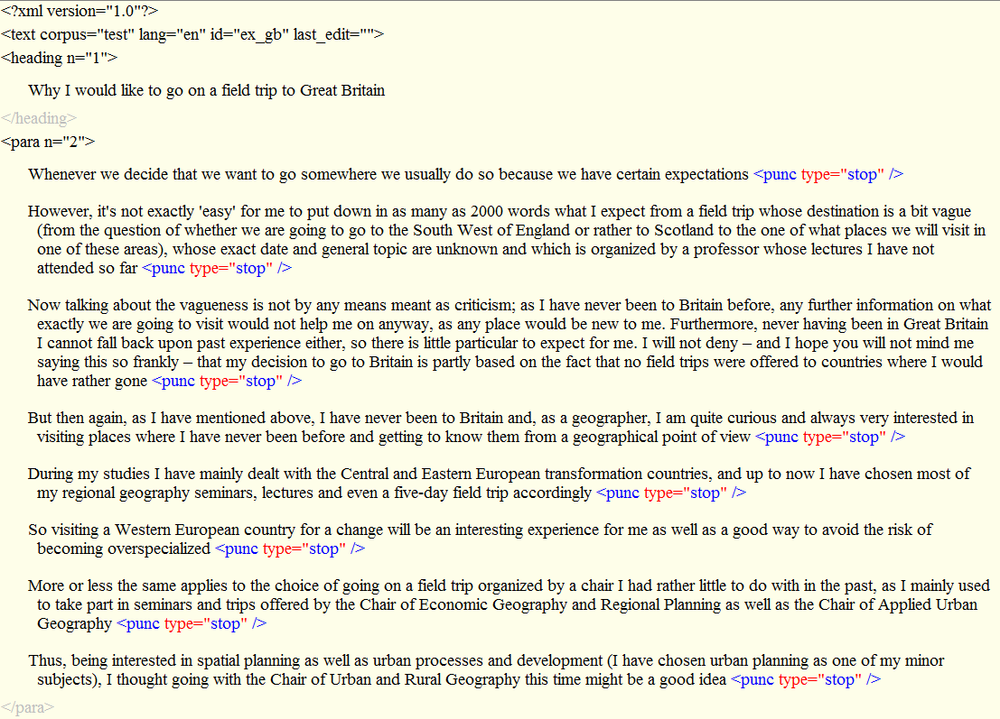 <?xml version="1.0"?>
<text corpus="test" lang="en" id="ex_gb" last_edit="">
<heading n="1">
Why I would like to go on a field trip to Great Britain
</heading>
<para n="2">
Whenever we decide that we want to go somewhere we usually do so because we have certain expectations <punc type="stop" />
However, it's not exactly 'easy' for me to put down in as many as 2000 words what I expect from a field trip whose destination is a bit vague
(from the question of whether we are going to go to the South West of England or rather to Scotland to the one of what places we will visit in
one of these areas), whose exact date and general topic are unknown and which is organized by a professor whose lectures I have not
attended so far <punc type="stop" />
Now talking about the vagueness is not by any means meant as criticism; as I have never been to Britain before, any further information on what
exactly we are going to visit would not help me on anyway, as any place would be new to me. Furthermore, never having been in Great Britain
I cannot fall back upon past experience either, so there is little particular to expect for me. I will not deny – and I hope you will not mind me
saying this so frankly – that my decision to go to Britain is partly based on the fact that no field trips were offered to countries where I would
have rather gone <punc type="stop" />
But then again, as I have mentioned above, I have never been to Britain and, as a geographer, I am quite curious and always very interested in
visiting places where I have never been before and getting to know them from a geographical point of view <punc type="stop" />
During my studies I have mainly dealt with the Central and Eastern European transformation countries, and up to now I have chosen most of
my regional geography seminars, lectures and even a five-day field trip accordingly <punc type="stop" />
So visiting a Western European country for a change will be an interesting experience for me as well as a good way to avoid the risk of
becoming overspecialized <punc type="stop" />
More or less the same applies to the choice of going on a field trip organized by a chair I had rather little to do with in the past, as I mainly used
to take part in seminars and trips offered by the Chair of Economic Geography and Regional Planning as well as the Chair of Applied Urban
Geography <punc type="stop" />
Thus, being interested in spatial planning as well as urban processes and development (I have chosen urban planning as one of my minor
subjects), I thought going with the Chair of Urban and Rural Geography this time might be a good idea <punc type="stop" />
</para>